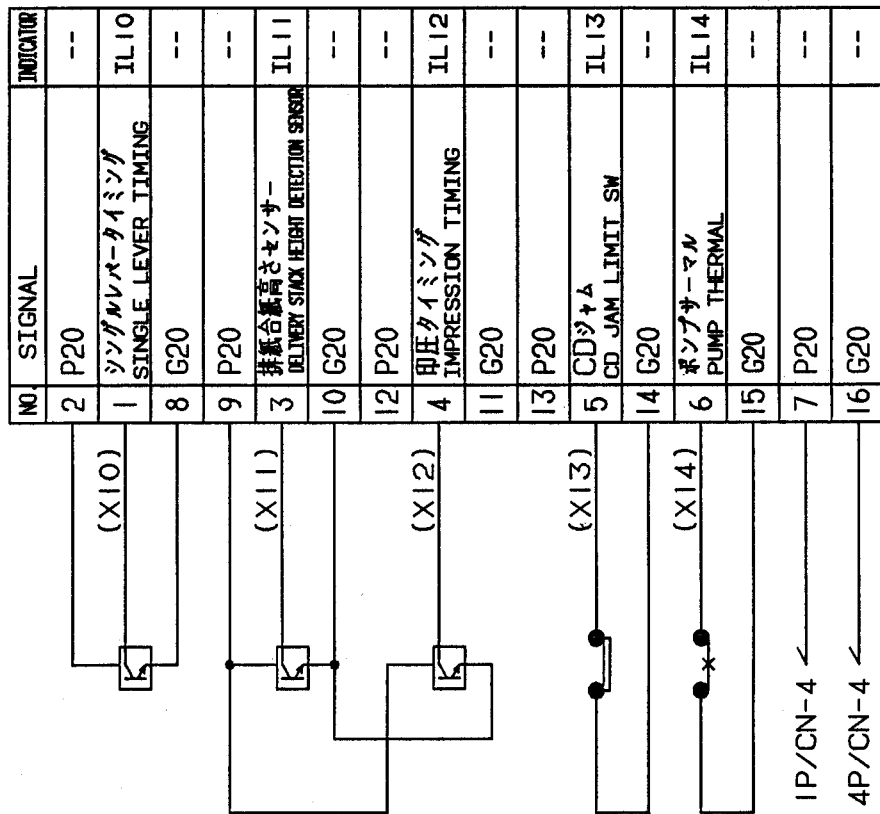 NO. SIGNAL INDICATOR
2 P20 --
(X10) 1 シングルレバータイミング IL10
SINGLE LEVER TIMING
8 G20 --
9 P20 --
(X11) 3 排紙台紙高さセンサー IL11
DELIVERY STACK HEIGHT DETECTION SENSOR
10 G20 --
12 P20 --
(X12) 4 印圧タイミング IL12
IMPRESSION TIMING
11 G20 --
13 P20 --
(X13) 5 CDジャム IL13
CD JAM LIMIT SW
14 G20 --
(X14) 6 ポンプサーマル IL14
PUMP THERMAL
15 G20 --
1P/CN-4 7 P20 --
4P/CN-4 16 G20 --